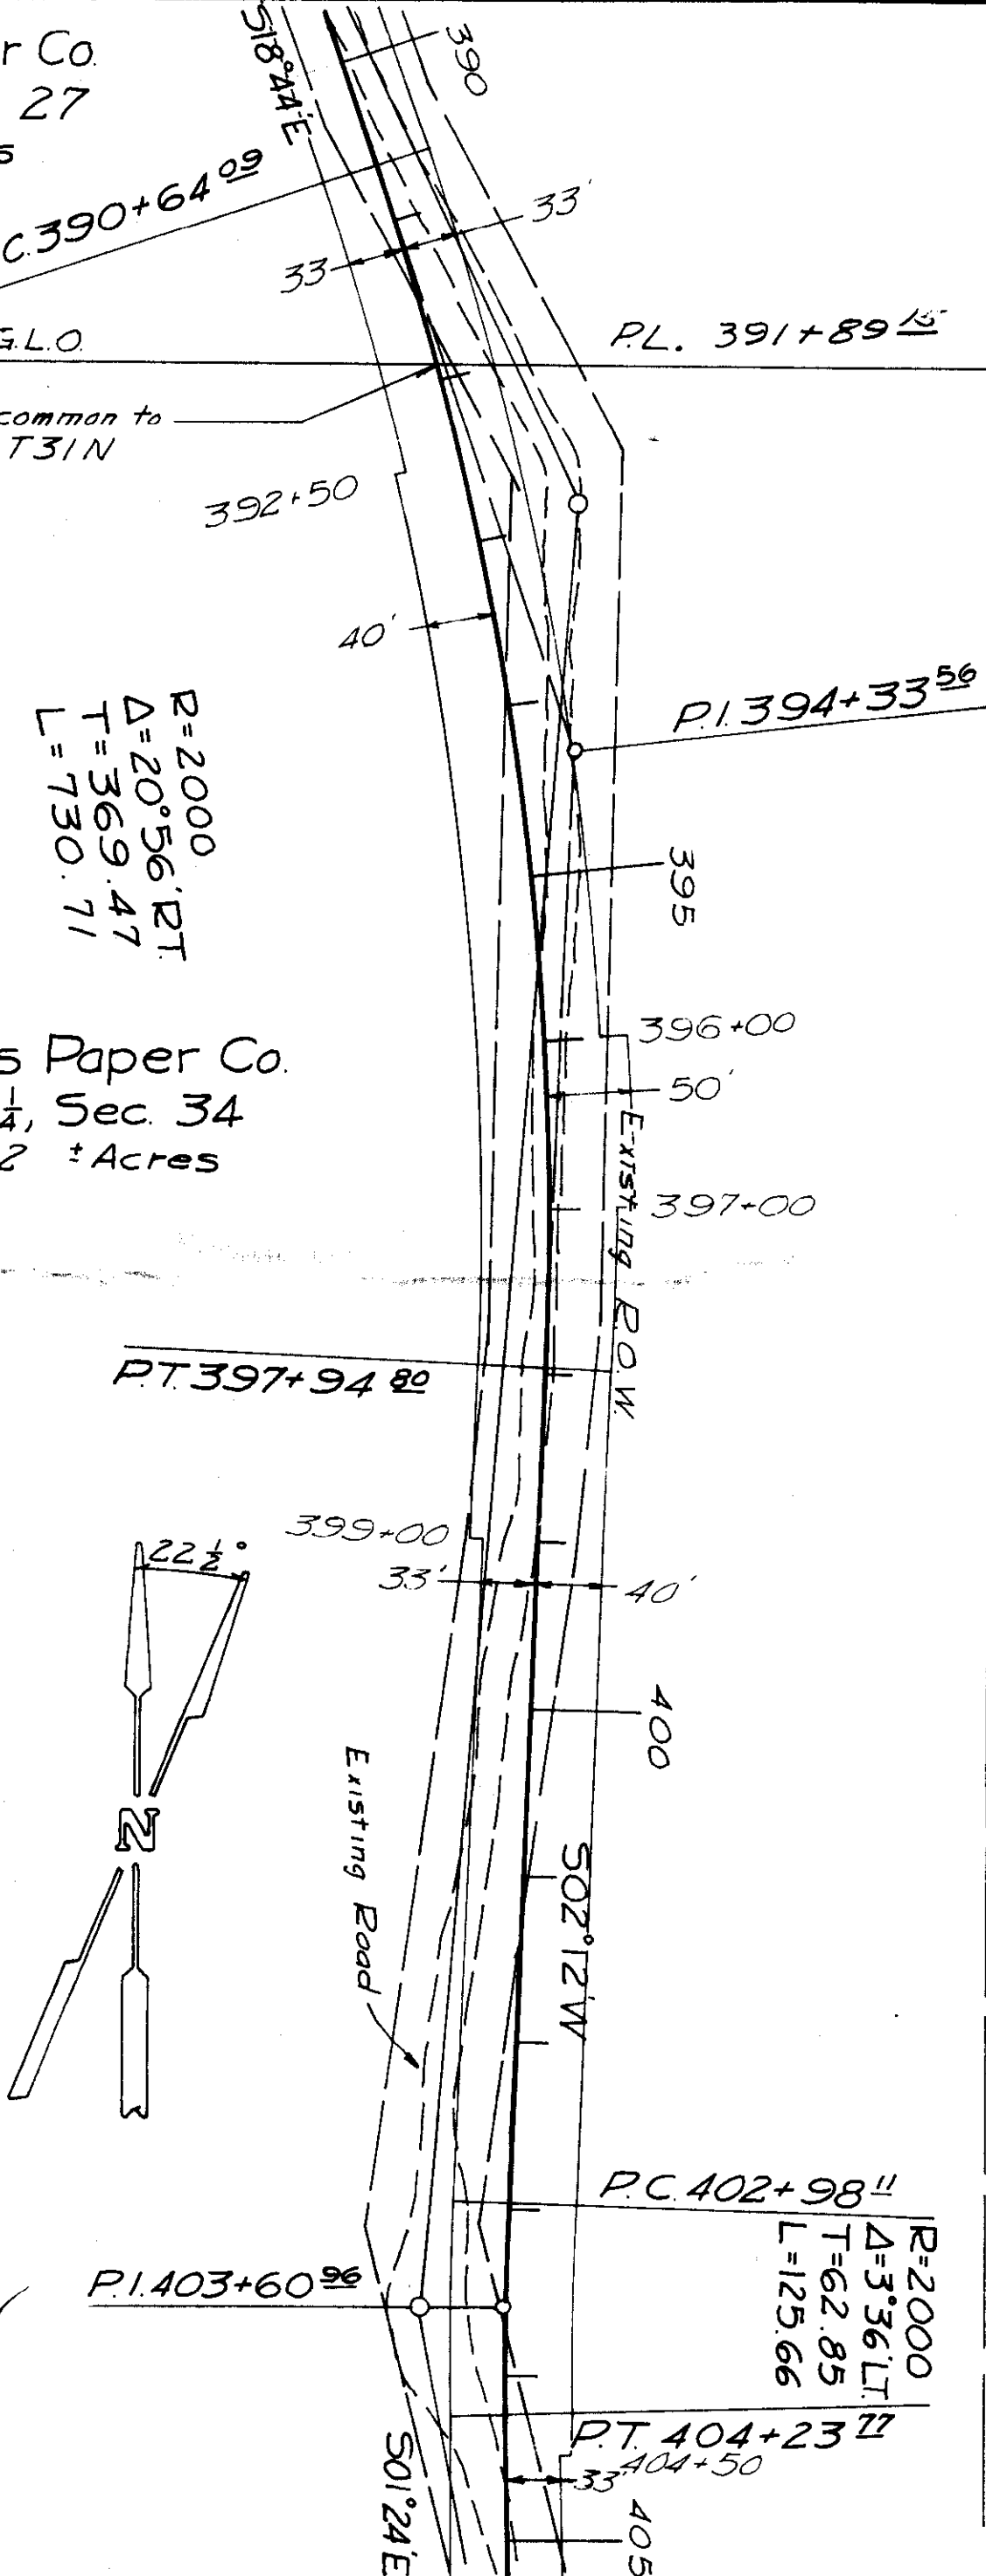 r Co.
27
s
S18°44'E
390
C. 390+64 09
33'
33
G.L.O.
P.L. 391+89 15
common to
T31N
392+50
40'
P.I. 394+33 56
R=2000
Δ=20°56'RT.
T=369.47
L=730.71
395
396+00
50'
s Paper Co.
¼, Sec. 34
2 ± Acres
Existing R.O.W.
397+00
P.T. 397+94 80
399+00
33'
40'
22 ½°
N
400
Existing Road
S02°12'W
P.C. 402+98 11
R=2000
Δ=3°36'LT.
T=62.85
L=125.66
P.I. 403+60 96
P.T. 404+23 77
404+50
33'
S01°24'E
405